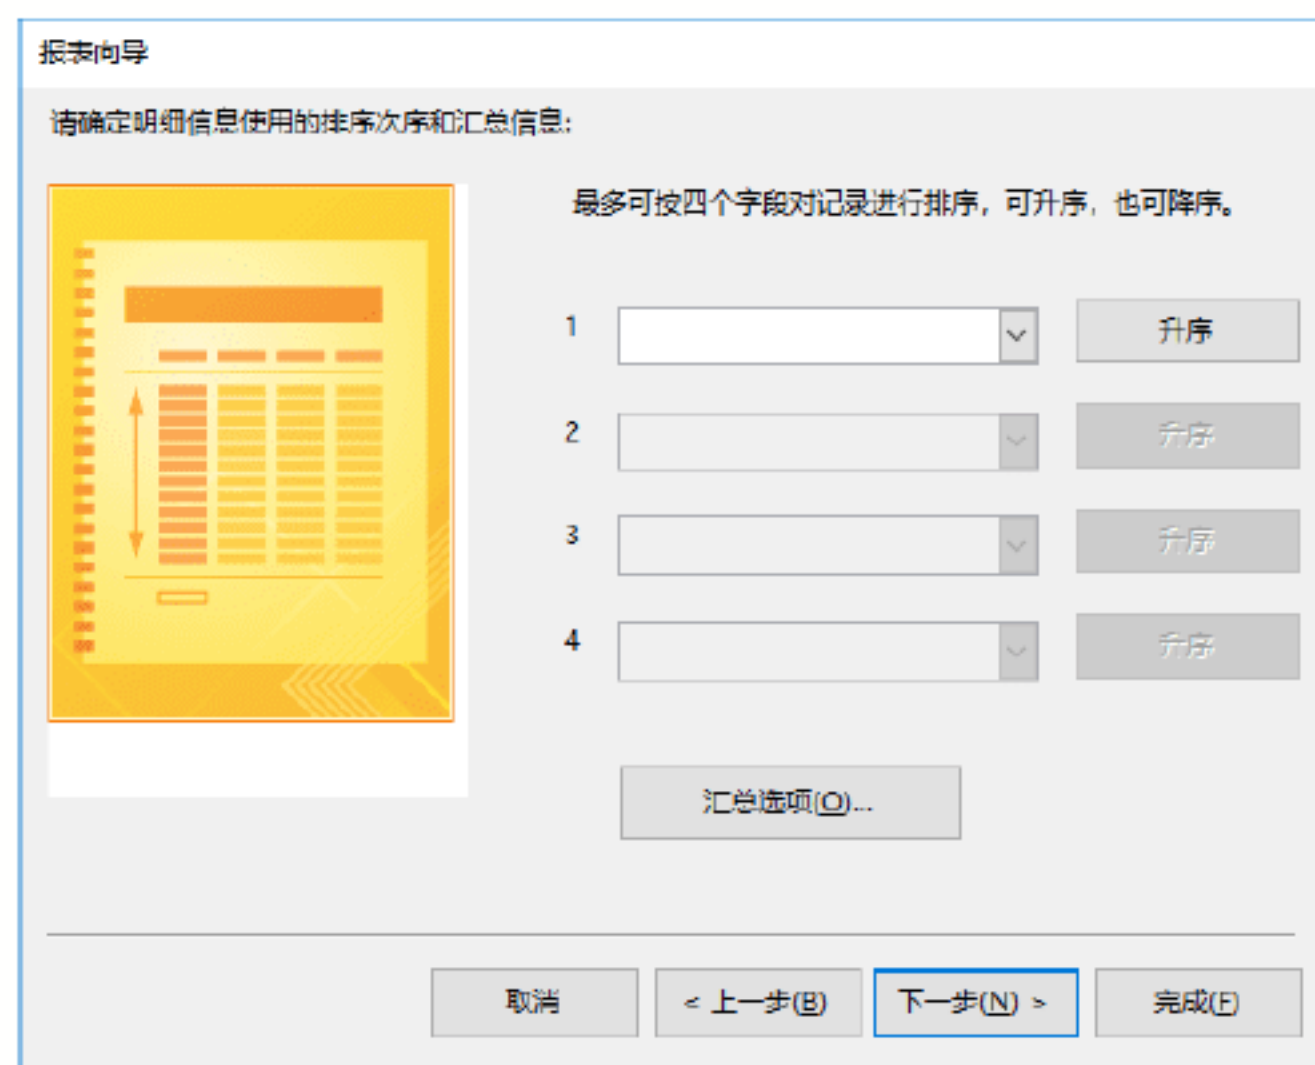 报表向导
请确定明细信息使用的排序次序和汇总信息:
最多可按四个字段对记录进行排序，可升序，也可降序。
1 升序
2 升序
3 升序
4 升序
汇总选项(O)...
取消 < 上一步(B) 下一步(N) > 完成(F)